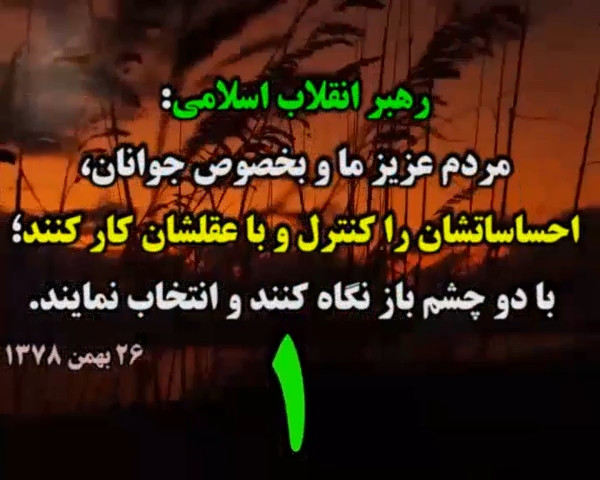 رهبر انقلاب اسلامی:
مردم عزیز ما و بخصوص جوانان،
احساساتشان را کنترل و با عقلشان کار کنند؛
با دو چشم باز نگاه کنند و انتخاب نمایند.
۲۶ بهمن ۱۳۷۸
۱